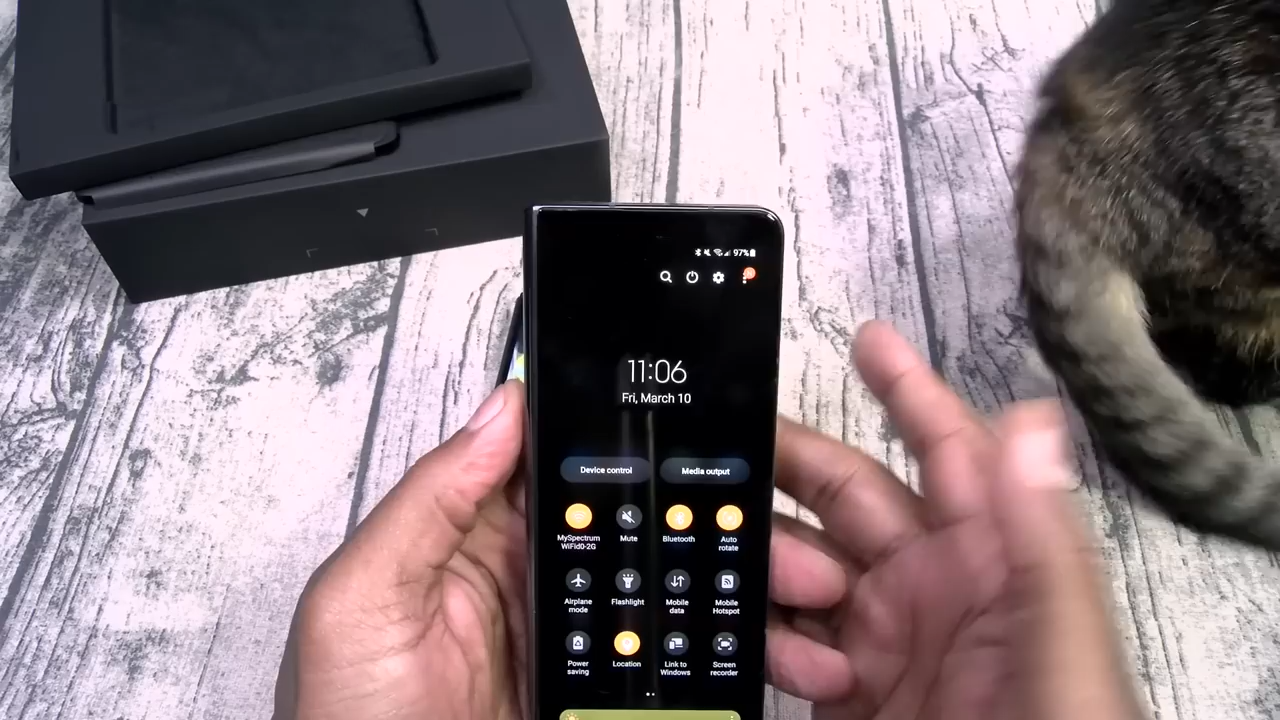 97%
11:06
Fri, March 10
Device control
Media output
MySpectrum
WiFid0-2G
Mute
Bluetooth
Auto
rotate
Airplane
mode
Flashlight
Mobile
data
Mobile
Hotspot
Power
saving
Location
Link to
Windows
Screen
recorder